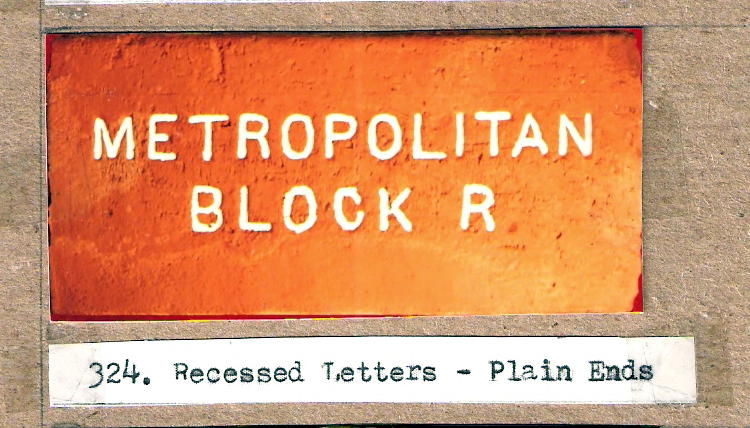 METROPOLITAN
BLOCK R
324. Recessed Letters - Plain Ends